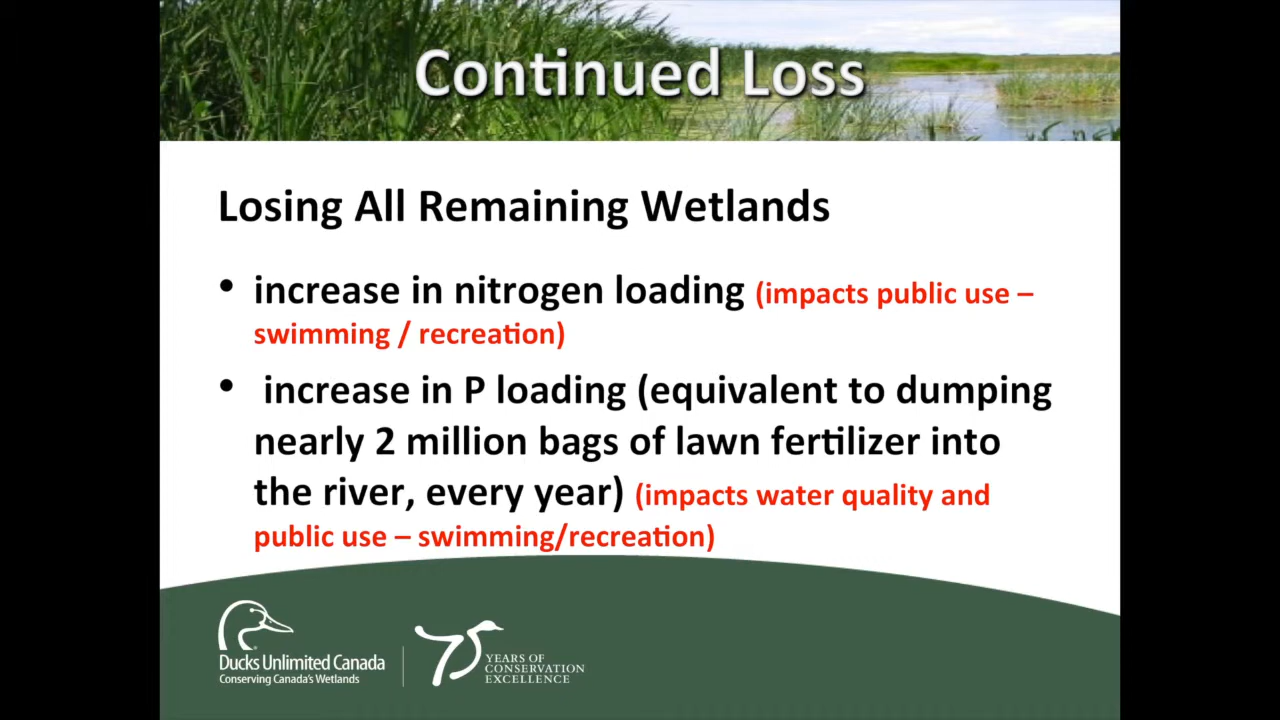 Continued Loss
Losing All Remaining Wetlands
• increase in nitrogen loading (impacts public use –
swimming / recreation)
• increase in P loading (equivalent to dumping
nearly 2 million bags of lawn fertilizer into
the river, every year) (impacts water quality and
public use – swimming/recreation)
Ducks Unlimited Canada
Conserving Canada's Wetlands
75
YEARS OF
CONSERVATION
EXCELLENCE